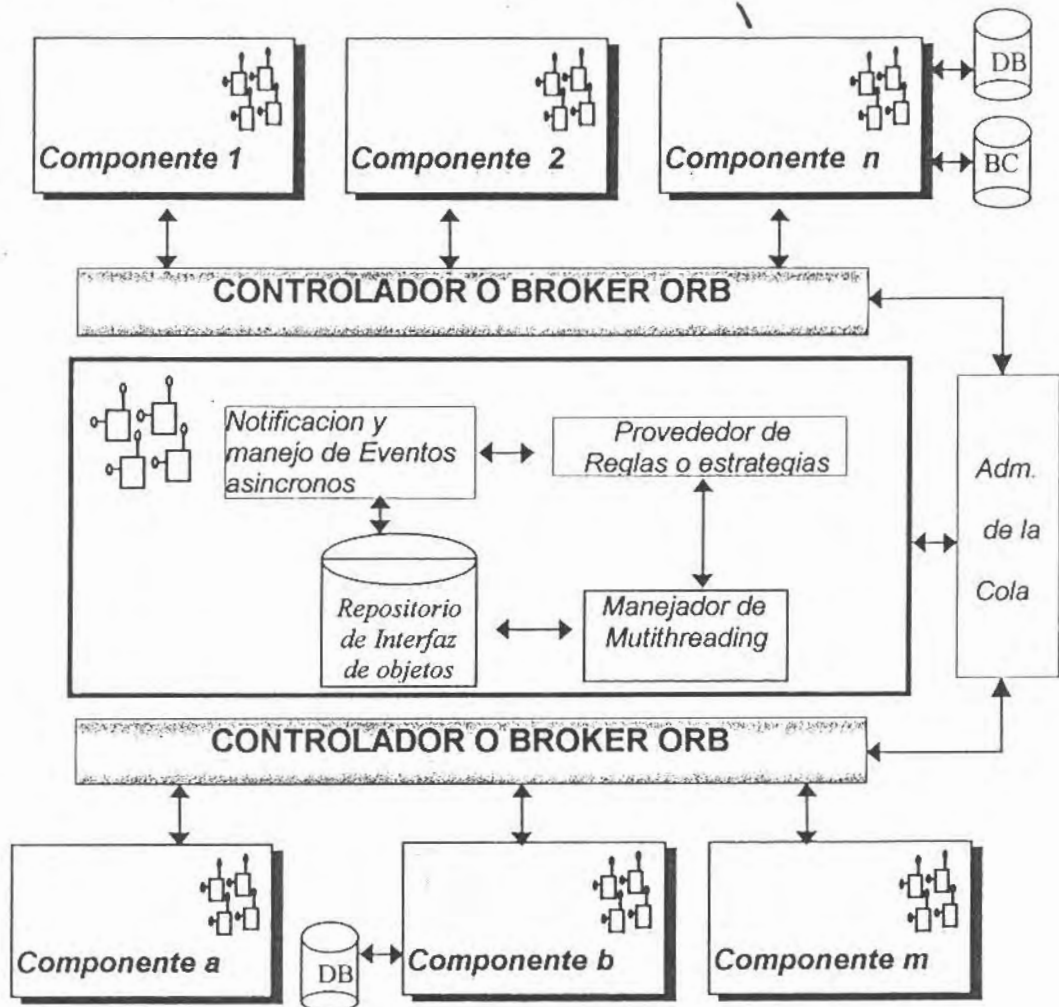 DB
Componente 1
Componente 2
Componente n
BC
CONTROLADOR O BROKER ORB
Notificacion y
manejo de Eventos
asincronos
Provededor de
Reglas o estrategias
Adm.
de la
Cola
Repositorio
de Interfaz
de objetos
Manejador de
Mutithreading
CONTROLADOR O BROKER ORB
Componente a
DB
Componente b
Componente m